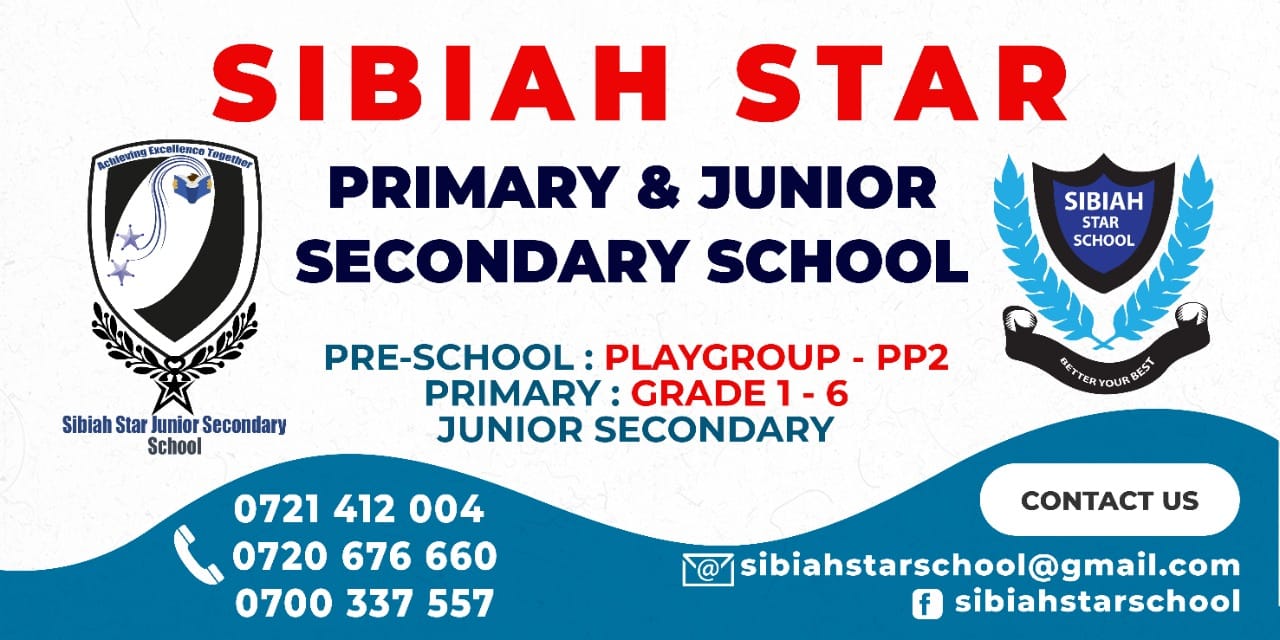 SIBIAH STAR
PRIMARY & JUNIOR
SECONDARY SCHOOL
Achieving Excellence Together
Sibiah Star Junior Secondary
School
SIBIAH
STAR
SCHOOL
BETTER YOUR BEST
PRE-SCHOOL : PLAYGROUP - PP2
PRIMARY : GRADE 1 - 6
JUNIOR SECONDARY
0721 412 004
0720 676 660
0700 337 557
CONTACT US
@ sibiahstarschool@gmail.com
f sibiahstarschool